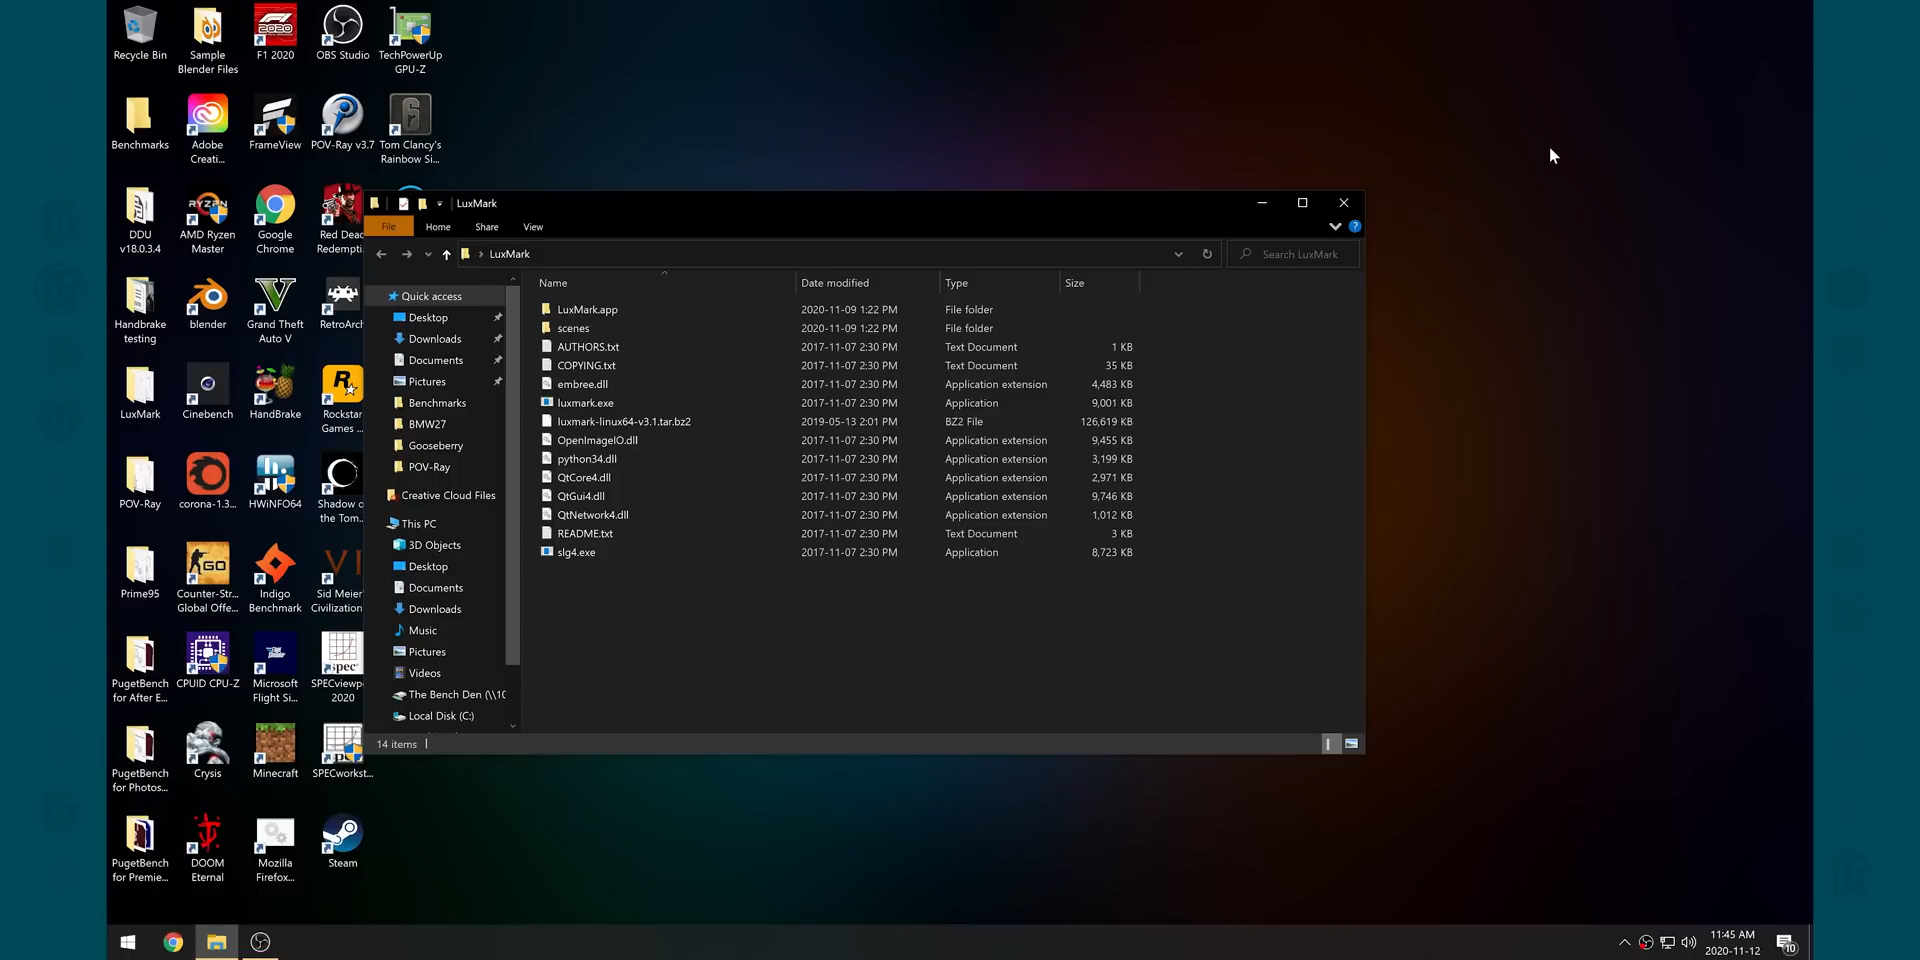 Recycle Bin
Sample
Blender Files
F1 2020
OBS Studio
TechPowerUp
GPU-Z
Benchmarks
Adobe
Creati...
FrameView
POV-Ray v3.7
Tom Clancy's
Rainbow Si...
DDU
v18.0.3.4
AMD Ryzen
Master
Google
Chrome
Red Dea
Redempti
Handbrake
testing
blender
Grand Theft
Auto V
RetroArch
LuxMark
Cinebench
HandBrake
Rockstar
Games ...
POV-Ray
corona-1.3...
HWiNFO64
Shadow o
the Tom...
Prime95
Counter-Str...
Global Offe...
Indigo
Benchmark
Sid Meier
Civilization
PugetBench
for After E...
CPUID CPU-Z
Microsoft
Flight Si...
SPECviewpe
2020
PugetBench
for Photos...
Crysis
Minecraft
SPECworkst...
PugetBench
for Premie...
DOOM
Eternal
Mozilla
Firefox...
Steam
LuxMark
File Home Share View
LuxMark
Search LuxMark
Quick access
Desktop
Downloads
Documents
Pictures
Benchmarks
BMW27
Gooseberry
POV-Ray
Creative Cloud Files
This PC
3D Objects
Desktop
Documents
Downloads
Music
Pictures
Videos
The Bench Den (\\10
Local Disk (C:)
Name Date modified Type Size
LuxMark.app 2020-11-09 1:22 PM File folder
scenes 2020-11-09 1:22 PM File folder
AUTHORS.txt 2017-11-07 2:30 PM Text Document 1 KB
COPYING.txt 2017-11-07 2:30 PM Text Document 35 KB
embree.dll 2017-11-07 2:30 PM Application extension 4,483 KB
luxmark.exe 2017-11-07 2:30 PM Application 9,001 KB
luxmark-linux64-v3.1.tar.bz2 2019-05-13 2:01 PM BZ2 File 126,619 KB
OpenImageIO.dll 2017-11-07 2:30 PM Application extension 9,455 KB
python34.dll 2017-11-07 2:30 PM Application extension 3,199 KB
QtCore4.dll 2017-11-07 2:30 PM Application extension 2,971 KB
QtGui4.dll 2017-11-07 2:30 PM Application extension 9,746 KB
QtNetwork4.dll 2017-11-07 2:30 PM Application extension 1,012 KB
README.txt 2017-11-07 2:30 PM Text Document 3 KB
slg4.exe 2017-11-07 2:30 PM Application 8,723 KB
14 items
11:45 AM
2020-11-12
10